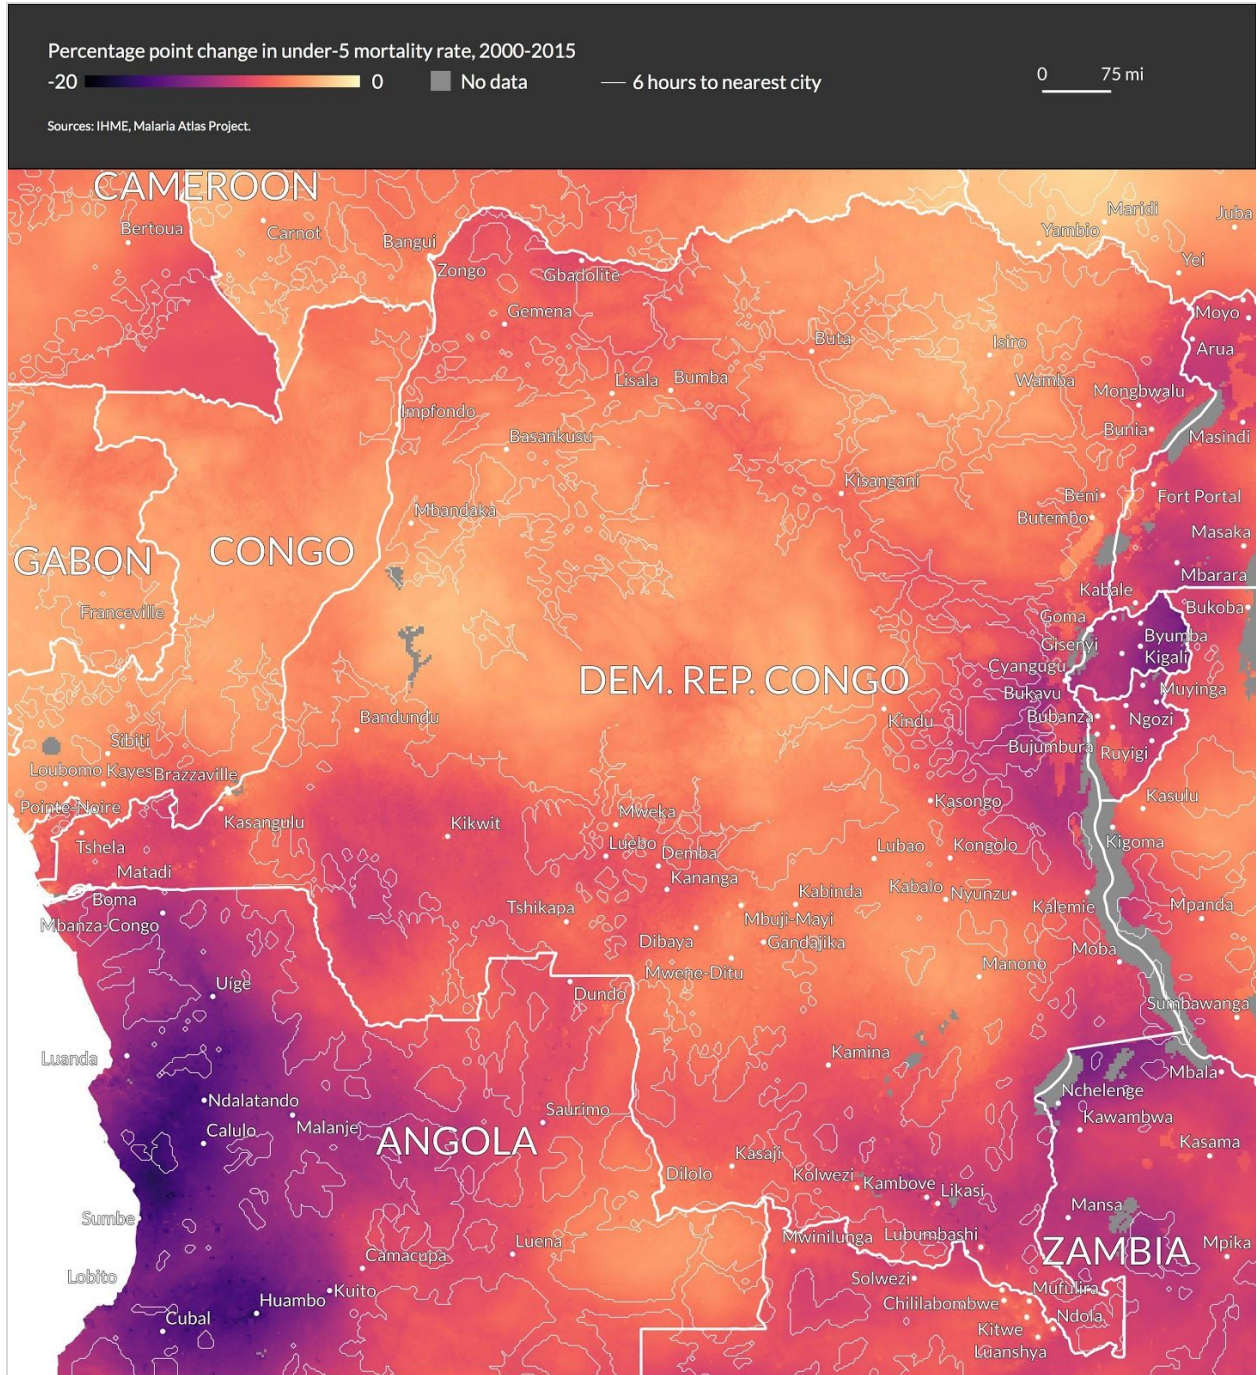 Percentage point change in under-5 mortality rate, 2000-2015
-20 0 No data 6 hours to nearest city 0 75 mi
Sources: IHME, Malaria Atlas Project.
CAMEROON
Bertoua
Carnot
Bangui
Maridi
Juba
Yambio
Yei
Zongo
Gbadolite
Gemena
Moyo
Arua
Buta
Isiro
Lisala
Bumba
Wamba
Mongbwalu
Impfondo
Basankusu
Bunia
Masindi
Kisangani
Beni
Fort Portal
Mbandaka
Butembo
Masaka
GABON
CONGO
Mbarara
Franceville
Kabale
Bukoba
Goma
Gisenyi
Byumba
Kigali
Cyangugu
DEM. REP. CONGO
Bukavu
Muyinga
Bandundu
Kindu
Bubanza
Ngozi
Sibiti
Bujumbura
Ruyigi
Loubomo
Kayes
Brazzaville
Pointe-Noire
Kasangulu
Kikwit
Mweka
Kasongo
Kasulu
Tshela
Luebo
Demba
Lubao
Kongolo
Kigoma
Matadi
Kananga
Boma
Kabinda
Kabalo
Nyunzu
Mbanza-Congo
Tshikapa
Mbuji-Mayi
Kalemie
Mpanda
Dibaya
Gandajika
Moba
Mwene-Ditu
Manono
Uíge
Dundo
Sumbawanga
Luanda
Kamina
Mbala
Ndalatando
Saurimo
Nchelenge
Calulo
Malanje
Kawambwa
ANGOLA
Kasama
Kasaji
Dilolo
Kolwezi
Kambove
Likasi
Sumbe
Mansa
Camacupa
Luena
Mwinilunga
Lubumbashi
ZAMBIA
Mpika
Lobito
Solwezi
Kuito
Mufulira
Huambo
Chililabombwe
Cubal
Ndola
Kitwe
Luanshya